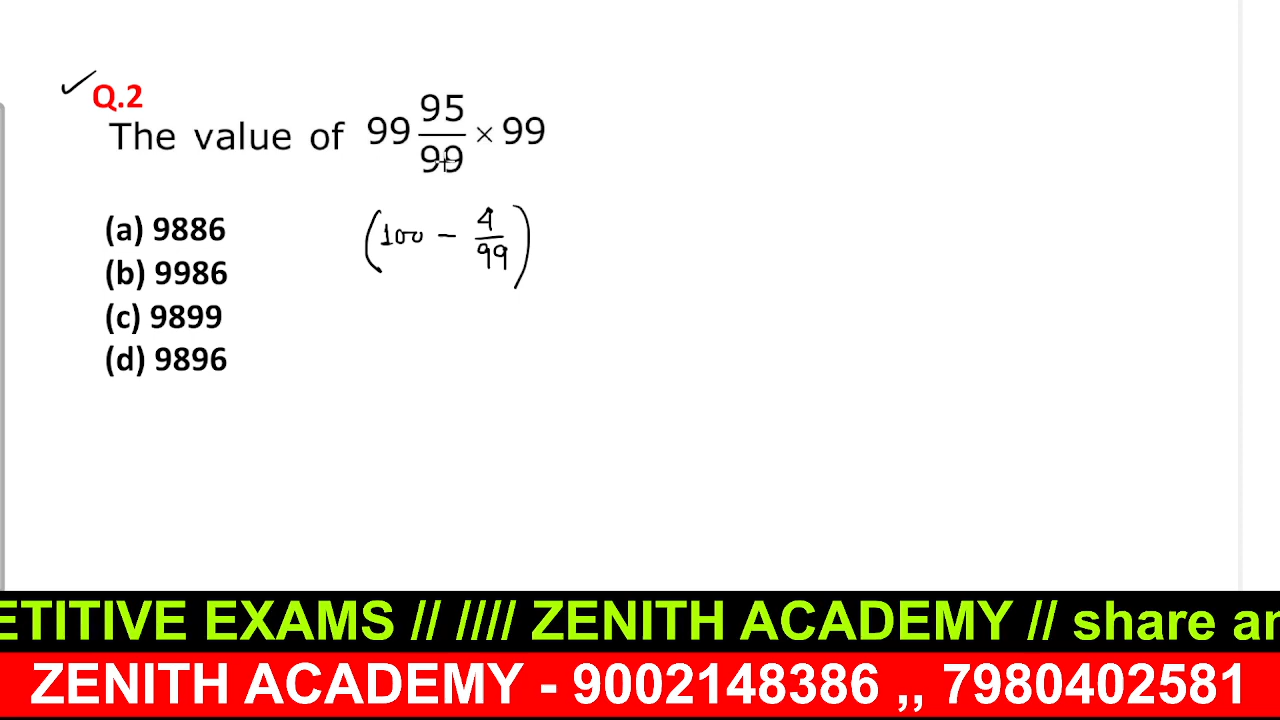 Q.2
The value of 99 95/99 × 99
(a) 9886
(b) 9986
(c) 9899
(d) 9896
(100 - 4/99)
ETITIVE EXAMS // //// ZENITH ACADEMY // share an
ZENITH ACADEMY - 9002148386 ,, 7980402581